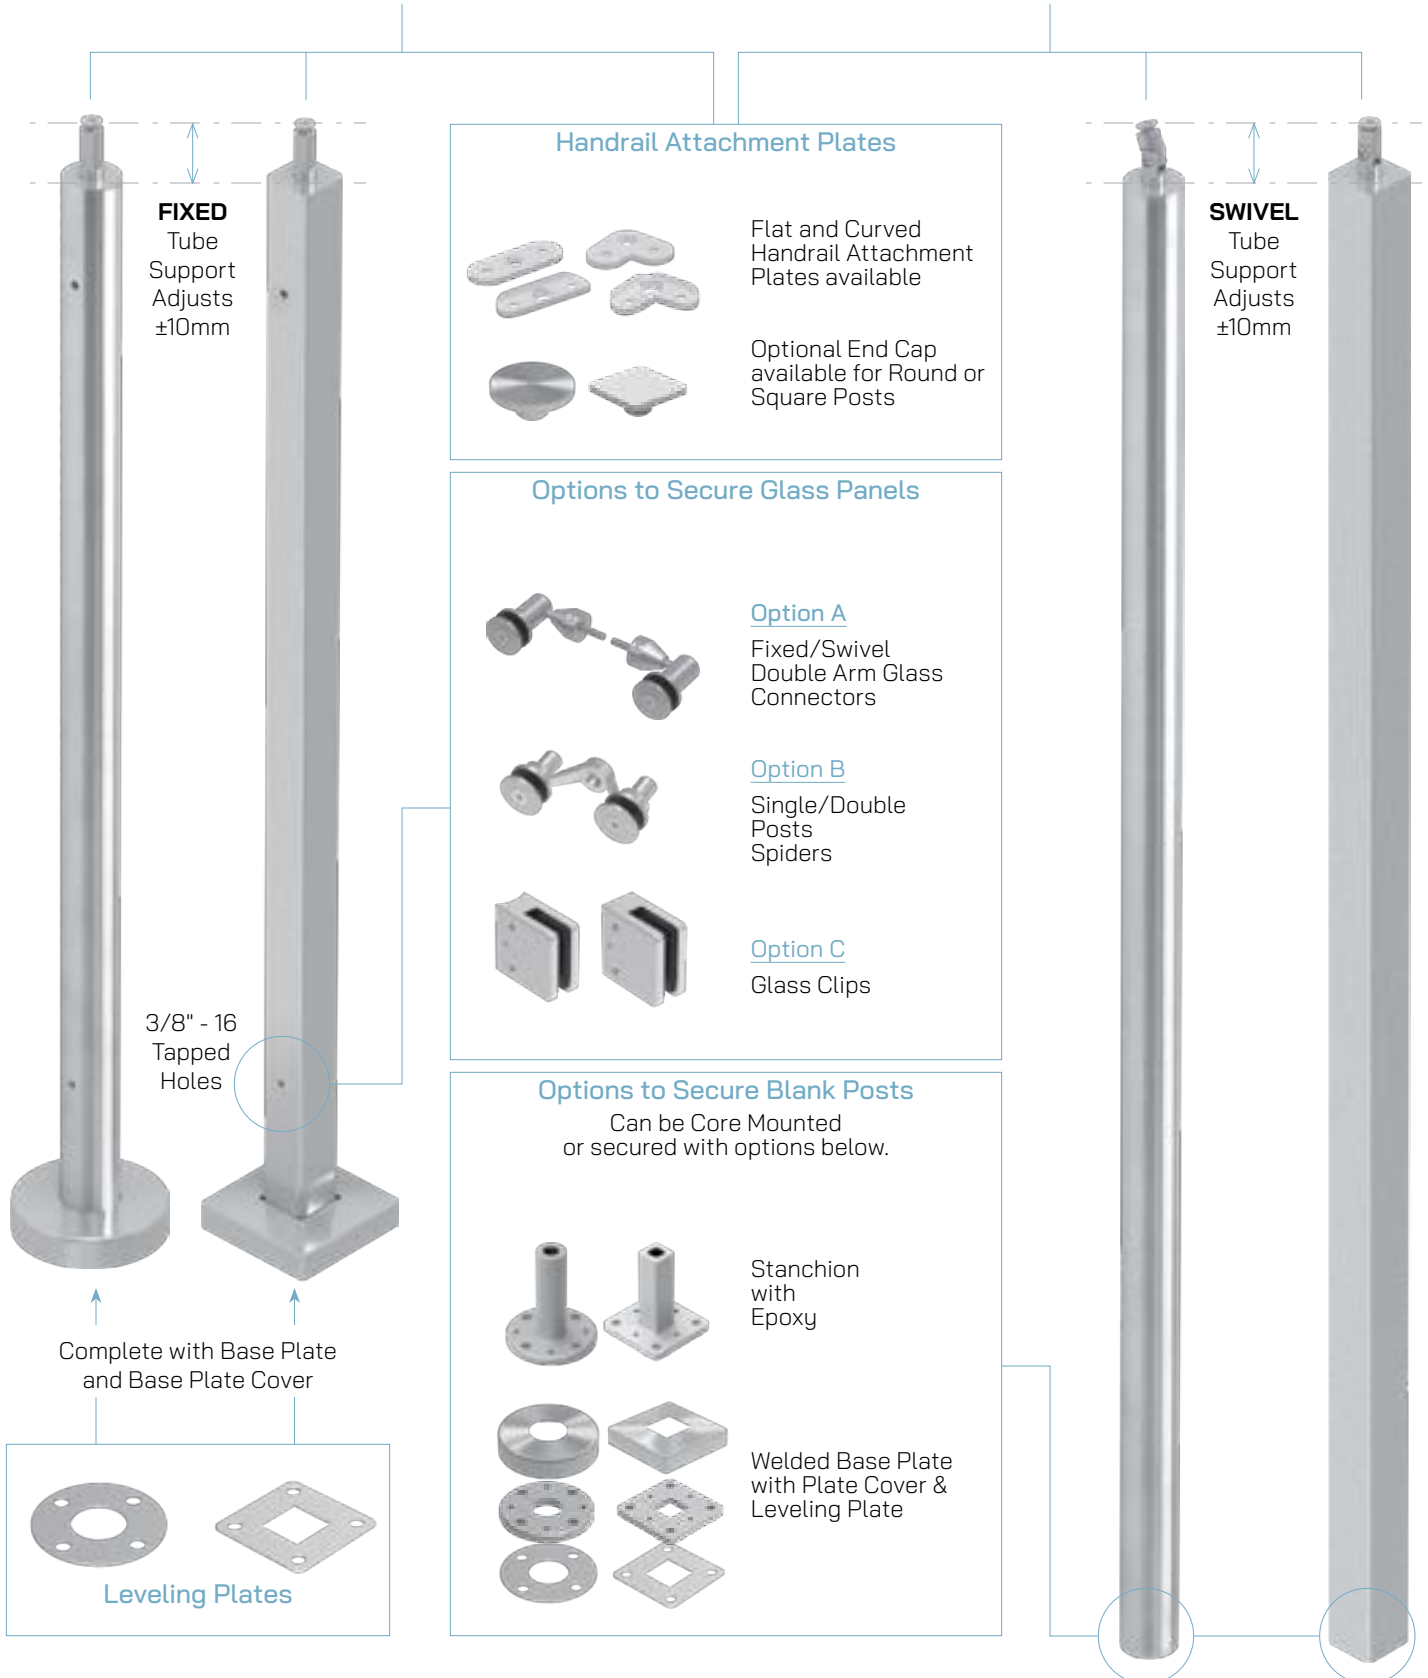 Handrail Attachment Plates
Flat and Curved
Handrail Attachment
Plates available
Optional End Cap
available for Round or
Square Posts
FIXED
Tube
Support
Adjusts
±10mm
SWIVEL
Tube
Support
Adjusts
±10mm
Options to Secure Glass Panels
Option A
Fixed/Swivel
Double Arm Glass
Connectors
Option B
Single/Double
Posts
Spiders
Option C
Glass Clips
3/8" - 16
Tapped
Holes
Options to Secure Blank Posts
Can be Core Mounted
or secured with options below.
Stanchion
with
Epoxy
Welded Base Plate
with Plate Cover &
Leveling Plate
Complete with Base Plate
and Base Plate Cover
Leveling Plates